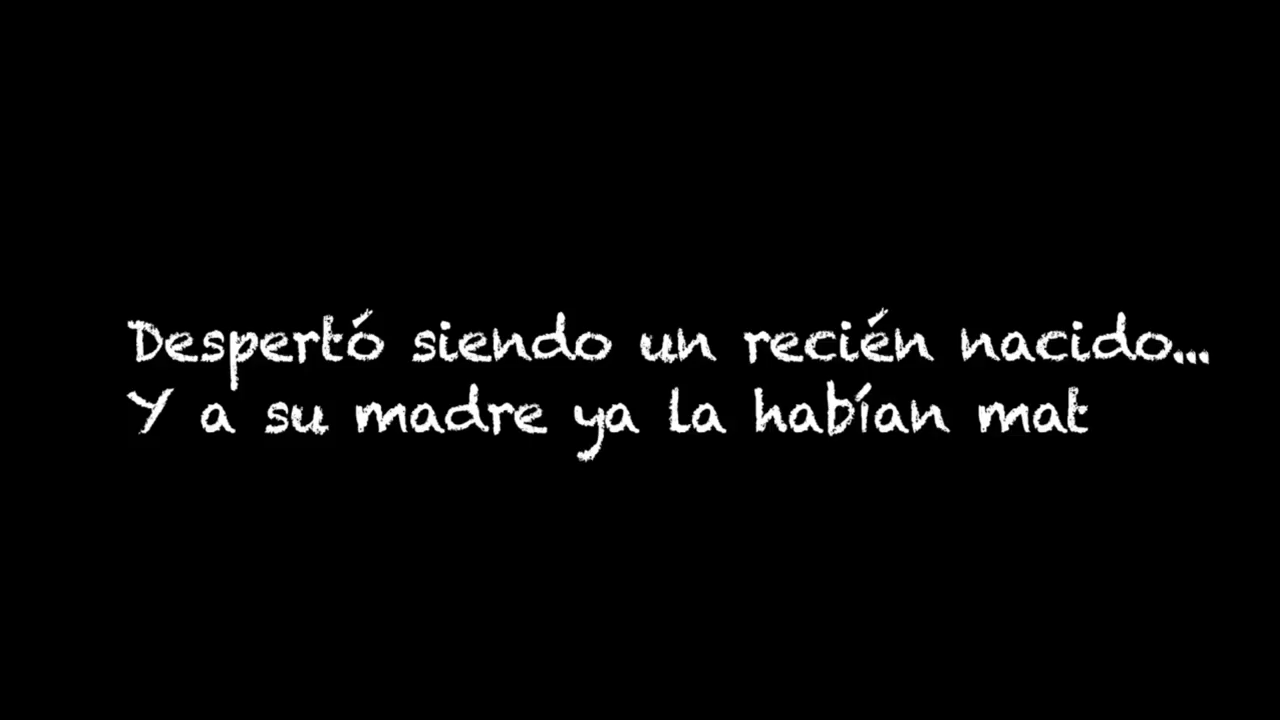 Despertó siendo un recién nacido...
Y a su madre ya la habían mat